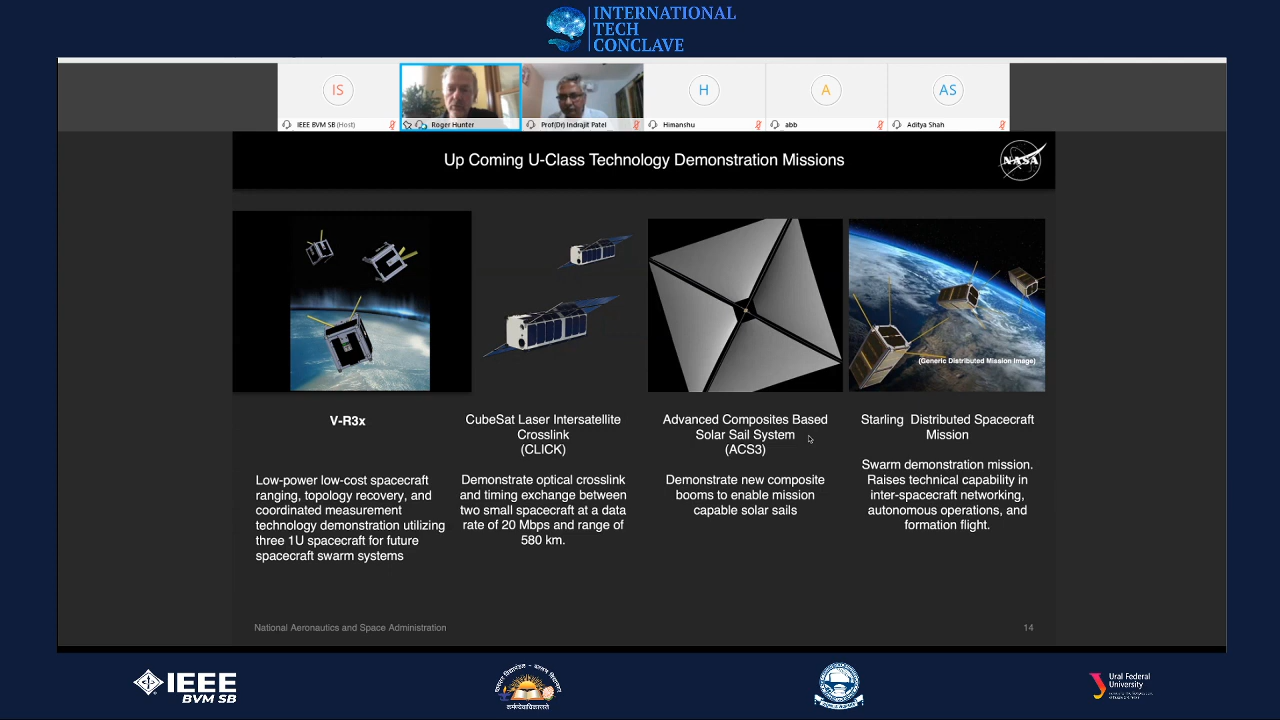 INTERNATIONAL
TECH
CONCLAVE
IS
H
A
AS
IEEE BVM SB (Host)
Roger Hunter
Prof(Dr) Indrajit Patel
Himanshu
abb
Aditya Shah
Up Coming U-Class Technology Demonstration Missions
NASA
(Generic Distributed Mission Image)
V-R3x
Low-power low-cost spacecraft
ranging, topology recovery, and
coordinated measurement
technology demonstration utilizing
three 1U spacecraft for future
spacecraft swarm systems
CubeSat Laser Intersatellite
Crosslink
(CLICK)
Demonstrate optical crosslink
and timing exchange between
two small spacecraft at a data
rate of 20 Mbps and range of
580 km.
Advanced Composites Based
Solar Sail System
(ACS3)
Demonstrate new composite
booms to enable mission
capable solar sails
Starling Distributed Spacecraft
Mission
Swarm demonstration mission.
Raises technical capability in
inter-spacecraft networking,
autonomous operations, and
formation flight.
National Aeronautics and Space Administration
14
IEEE
BVM SB
Ural Federal
University